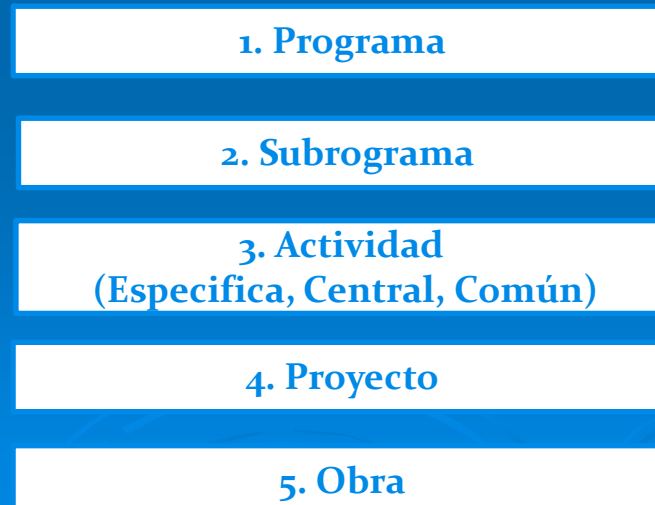 1. Programa
2. Subrograma
3. Actividad
(Especifica, Central, Común)
4. Proyecto
5. Obra